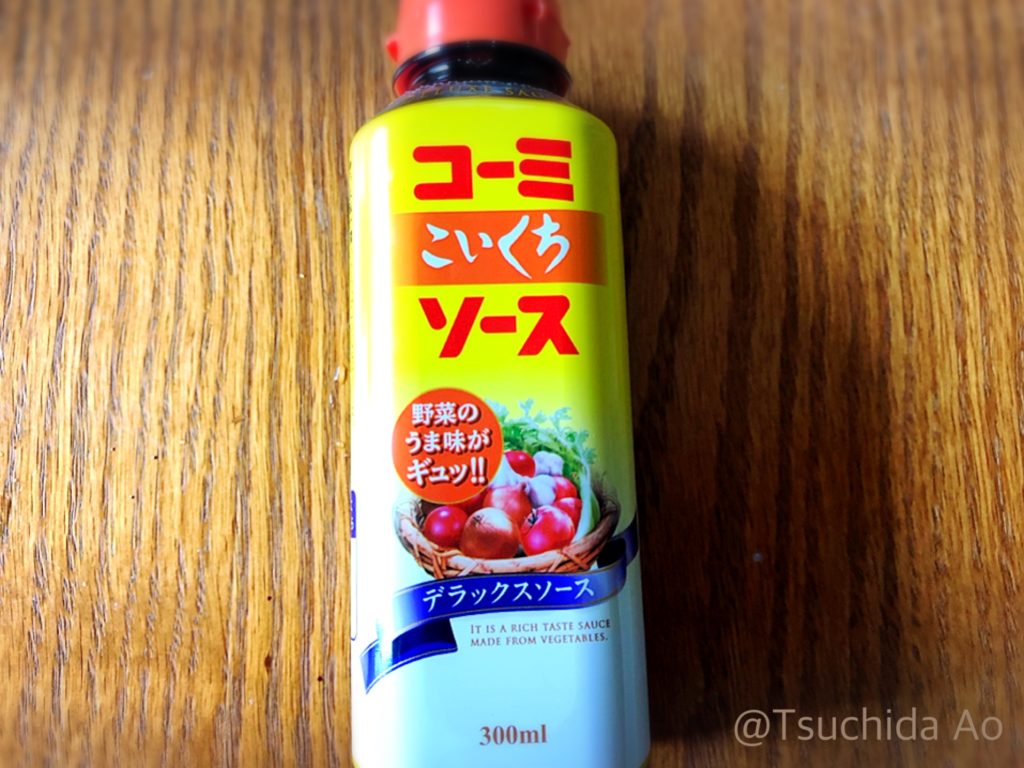 DELUXE SAUCE
コーミ
こいくち
ソース
野菜の
うま味が
ギュッ!!
デラックスソース
IT IS A RICH TASTE SAUCE
MADE FROM VEGETABLES.
300ml
@Tsuchida Ao